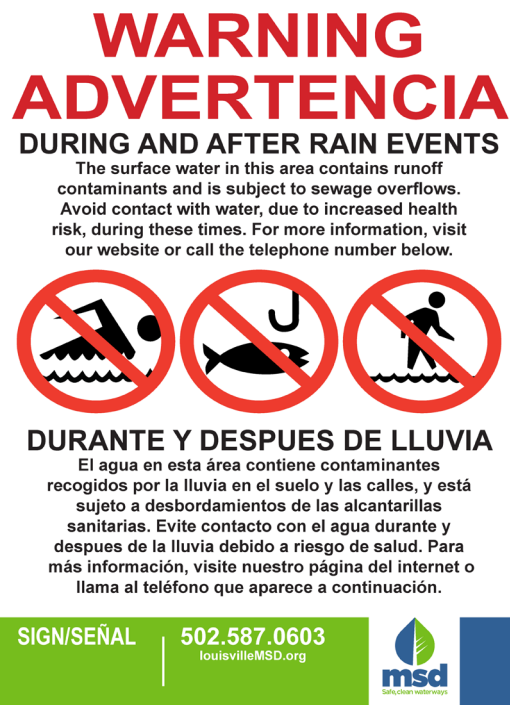 WARNING
ADVERTENCIA
DURING AND AFTER RAIN EVENTS
The surface water in this area contains runoff
contaminants and is subject to sewage overflows.
Avoid contact with water, due to increased health
risk, during these times. For more information, visit
our website or call the telephone number below.
DURANTE Y DESPUES DE LLUVIA
El agua en esta área contiene contaminantes
recogidos por la lluvia en el suelo y las calles, y está
sujeto a desbordamientos de las alcantarillas
sanitarias. Evite contacto con el agua durante y
despues de la lluvia debido a riesgo de salud. Para
más información, visite nuestro página del internet o
llama al teléfono que aparece a continuación.
SIGN/SEÑAL
502.587.0603
louisvilleMSD.org
msd
Safe, clean waterways